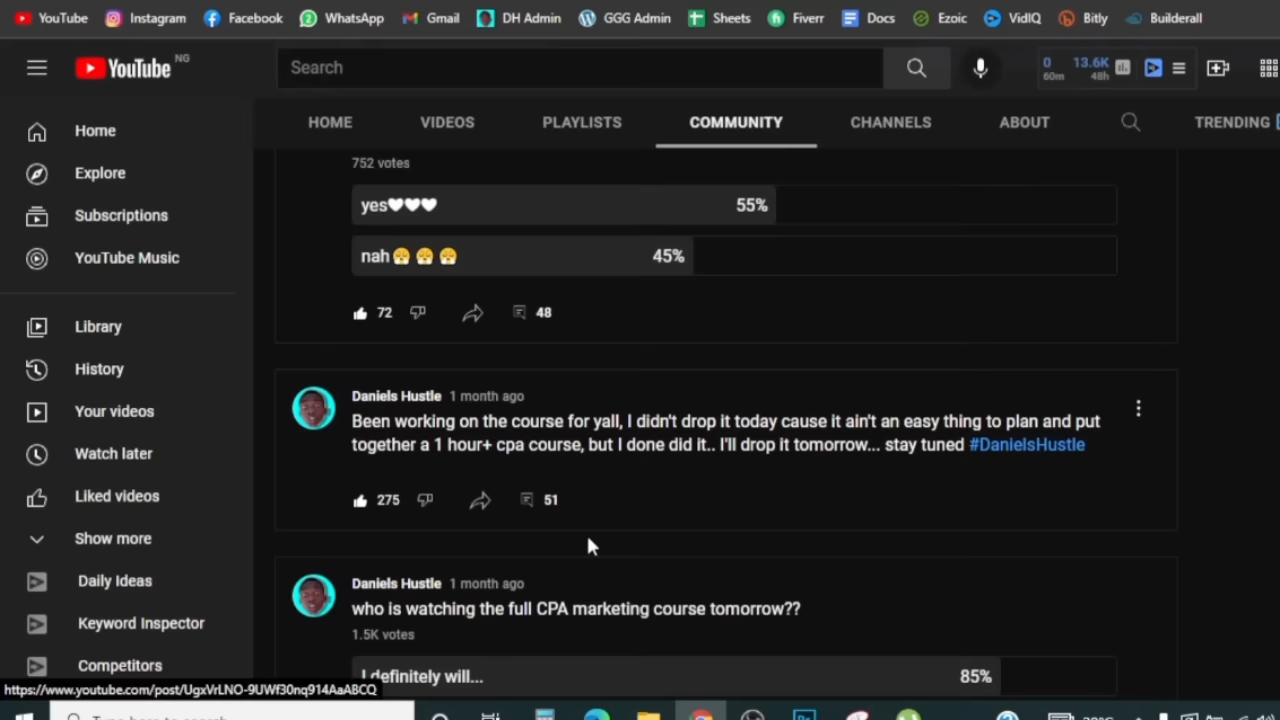 YouTube Instagram Facebook WhatsApp Gmail DH Admin GGG Admin Sheets Fiverr Docs Ezoic VidIQ Bitly Builderall
YouTube NG Search 0 60m 13.6K 48h
HOME VIDEOS PLAYLISTS COMMUNITY CHANNELS ABOUT TRENDING
Home
Explore
Subscriptions
YouTube Music
Library
History
Your videos
Watch later
Liked videos
Show more
Daily Ideas
Keyword Inspector
Competitors
752 votes
yes🤍🤍🤍 55%
nah😤😤😤 45%
72 48
Daniels Hustle 1 month ago
Been working on the course for yall, I didn't drop it today cause it ain't an easy thing to plan and put
together a 1 hour+ cpa course, but I done did it.. I'll drop it tomorrow... stay tuned #DanielsHustle
275 51
Daniels Hustle 1 month ago
who is watching the full CPA marketing course tomorrow??
1.5K votes
I definitely will... 85%
https://www.youtube.com/post/UgxVrLNO-9UWf30nq914AaABCQ